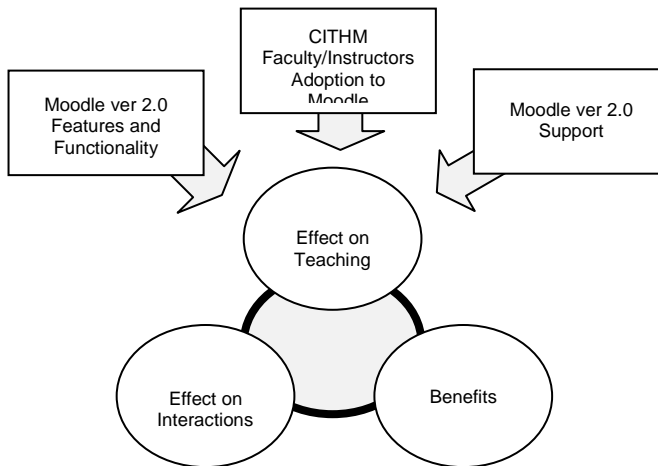 CITHM
Faculty/Instructors
Adoption to
Moodle
Moodle ver 2.0
Features and
Functionality
Moodle ver 2.0
Support
Effect on
Teaching
Effect on
Interactions
Benefits